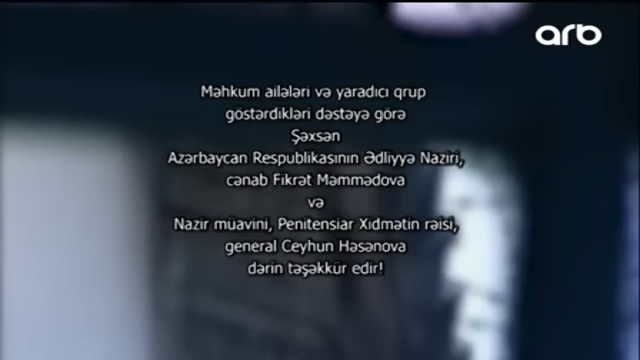 arb
Məhkum ailələri və yaradıcı qrup
göstərdikləri dəstəyə görə
Şəxsən
Azərbaycan Respublikasının Ədliyyə Naziri,
cənab Fikrət Məmmədova
və
Nazir müavini, Penitensiar Xidmətin rəisi,
general Ceyhun Həsənova
dərin təşəkkür edir!